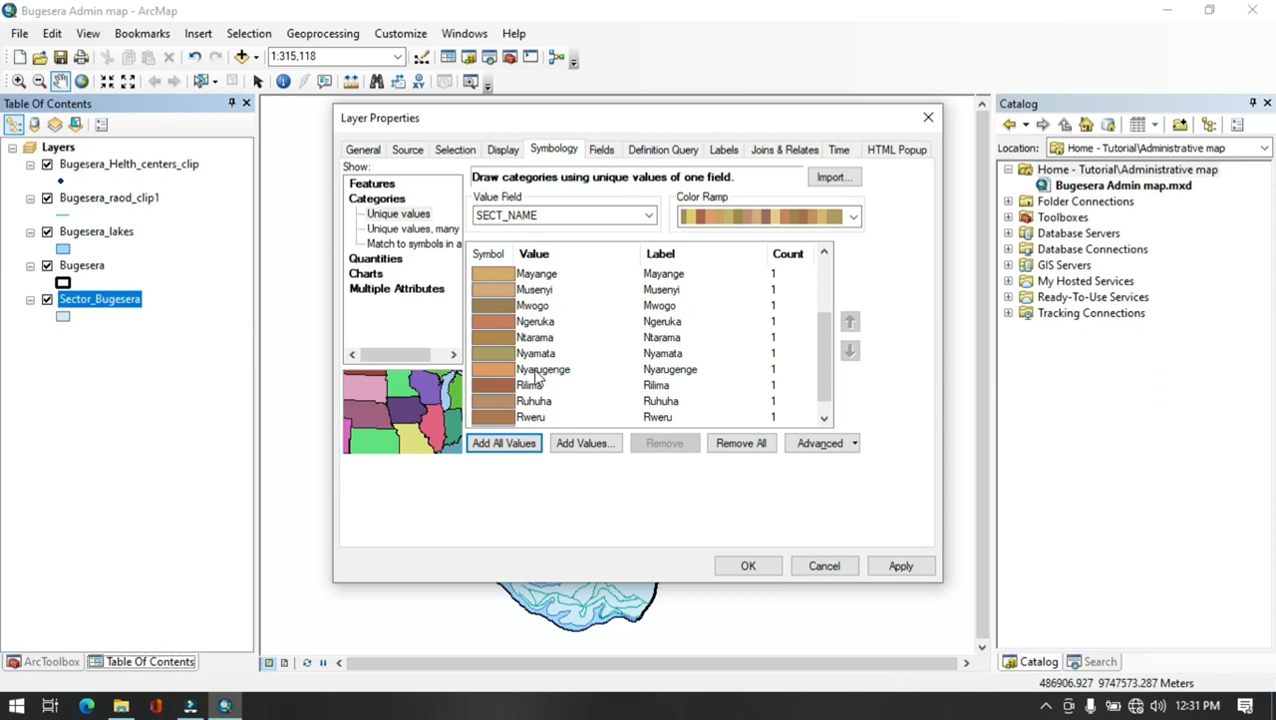 Bugesera Admin map - ArcMap
File Edit View Bookmarks Insert Selection Geoprocessing Customize Windows Help
1:315,118
Table Of Contents
Layers
Bugesera_Helth_centers_clip
Bugesera_raod_clip1
Bugesera_lakes
Bugesera
Sector_Bugesera
ArcToolbox
Table Of Contents
Layer Properties
General Source Selection Display Symbology Fields Definition Query Labels Joins & Relates Time HTML Popup
Show:
Features
Categories
Unique values
Unique values, many
Match to symbols in a
Quantities
Charts
Multiple Attributes
Draw categories using unique values of one field.
Import...
Value Field
SECT_NAME
Color Ramp
Symbol Value Label Count
Mayange Mayange 1
Musenyi Musenyi 1
Mwogo Mwogo 1
Ngeruka Ngeruka 1
Ntarama Ntarama 1
Nyamata Nyamata 1
Nyarugenge Nyarugenge 1
Rilima Rilima 1
Ruhuha Ruhuha 1
Rweru Rweru 1
Add All Values Add Values... Remove Remove All Advanced
OK Cancel Apply
Catalog
Location: Home - Tutorial\Administrative map
Home - Tutorial\Administrative map
Bugesera Admin map.mxd
Folder Connections
Toolboxes
Database Servers
Database Connections
GIS Servers
My Hosted Services
Ready-To-Use Services
Tracking Connections
Catalog
Search
486906.927 9747573.287 Meters
12:31 PM